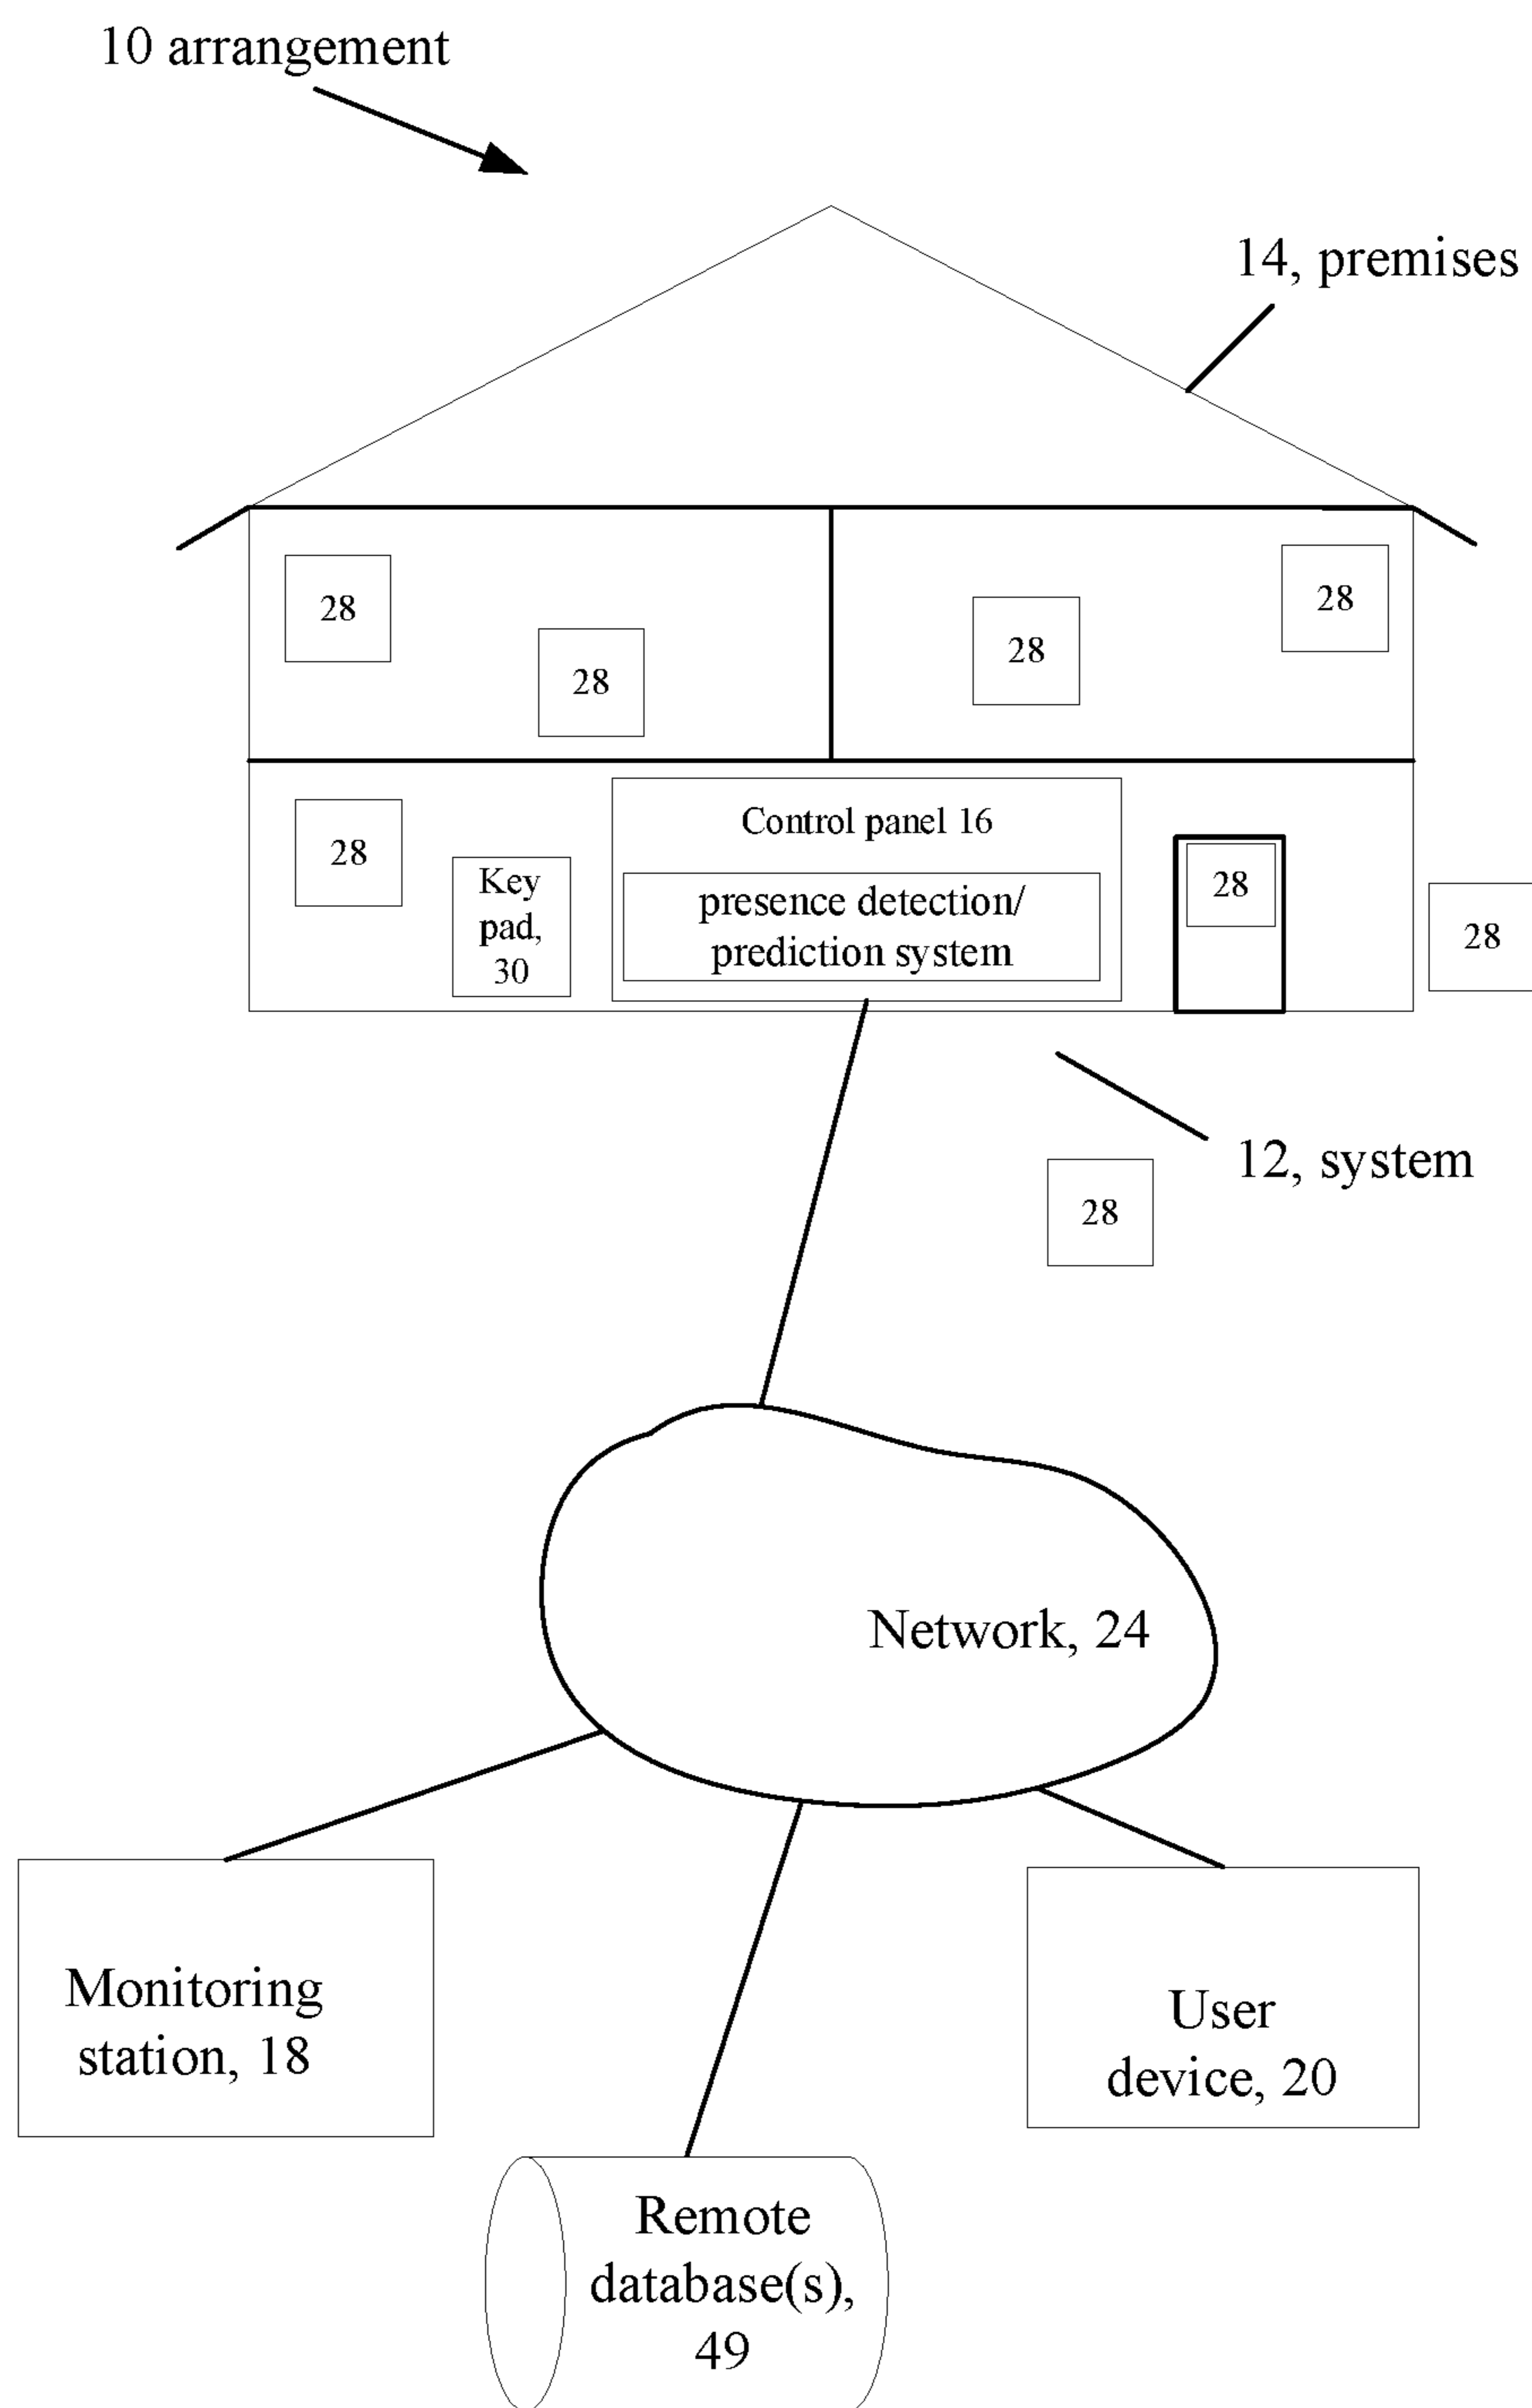 10 arrangement
14, premises
28
28
28
28
28
Key
pad,
30
Control panel 16
presence detection/
prediction system
28
28
12, system
28
Network, 24
Monitoring
station, 18
User
device, 20
Remote
database(s),
49